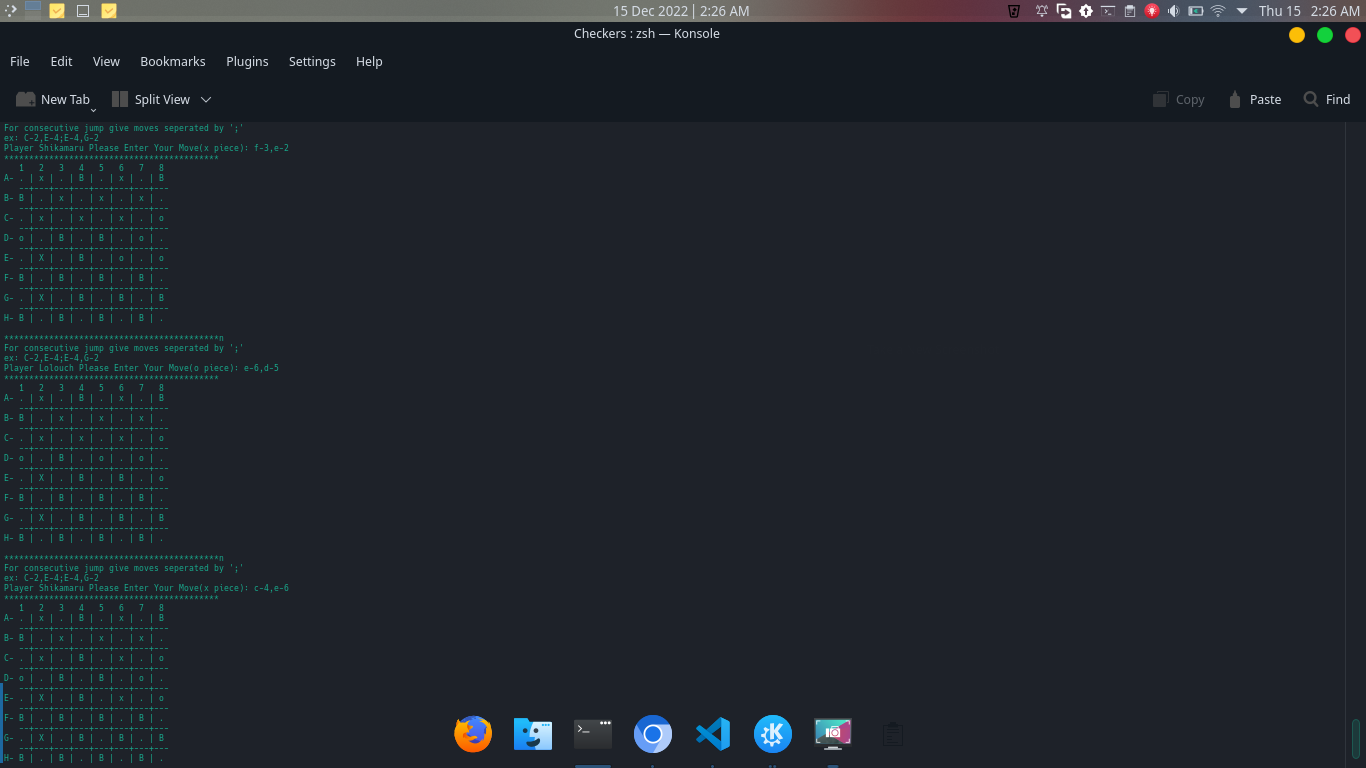 15 Dec 2022 | 2:26 AM
Thu 15 2:26 AM
Checkers : zsh — Konsole
File Edit View Bookmarks Plugins Settings Help
New Tab Split View Copy Paste Find
For consecutive jump give moves seperated by ';'
ex: C-2,E-4;E-4,G-2
Player Shikamaru Please Enter Your Move(x piece): f-3,e-2
*******************************************
1 2 3 4 5 6 7 8
A- . | x | . | B | . | x | . | B
--+---+---+---+---+---+---+---
B- B | . | x | . | x | . | x | .
--+---+---+---+---+---+---+---
C- . | x | . | x | . | x | . | o
--+---+---+---+---+---+---+---
D- o | . | B | . | B | . | o | .
--+---+---+---+---+---+---+---
E- . | X | . | B | . | o | . | o
--+---+---+---+---+---+---+---
F- B | . | B | . | B | . | B | .
--+---+---+---+---+---+---+---
G- . | X | . | B | . | B | . | B
--+---+---+---+---+---+---+---
H- B | . | B | . | B | . | B | .
*******************************************n
For consecutive jump give moves seperated by ';'
ex: C-2,E-4;E-4,G-2
Player Lolouch Please Enter Your Move(o piece): e-6,d-5
*******************************************
1 2 3 4 5 6 7 8
A- . | x | . | B | . | x | . | B
--+---+---+---+---+---+---+---
B- B | . | x | . | x | . | x | .
--+---+---+---+---+---+---+---
C- . | x | . | x | . | x | . | o
--+---+---+---+---+---+---+---
D- o | . | B | . | o | . | o | .
--+---+---+---+---+---+---+---
E- . | X | . | B | . | B | . | o
--+---+---+---+---+---+---+---
F- B | . | B | . | B | . | B | .
--+---+---+---+---+---+---+---
G- . | X | . | B | . | B | . | B
--+---+---+---+---+---+---+---
H- B | . | B | . | B | . | B | .
*******************************************n
For consecutive jump give moves seperated by ';'
ex: C-2,E-4;E-4,G-2
Player Shikamaru Please Enter Your Move(x piece): c-4,e-6
*******************************************
1 2 3 4 5 6 7 8
A- . | x | . | B | . | x | . | B
--+---+---+---+---+---+---+---
B- B | . | x | . | x | . | x | .
--+---+---+---+---+---+---+---
C- . | x | . | B | . | x | . | o
--+---+---+---+---+---+---+---
D- o | . | B | . | B | . | o | .
--+---+---+---+---+---+---+---
E- . | X | . | B | . | x | . | o
--+---+---+---+---+---+---+---
F- B | . | B | . | B | . | B | .
--+---+---+---+---+---+---+---
G- . | X | . | B | . | B | . | B
--+---+---+---+---+---+---+---
H- B | . | B | . | B | . | B | .